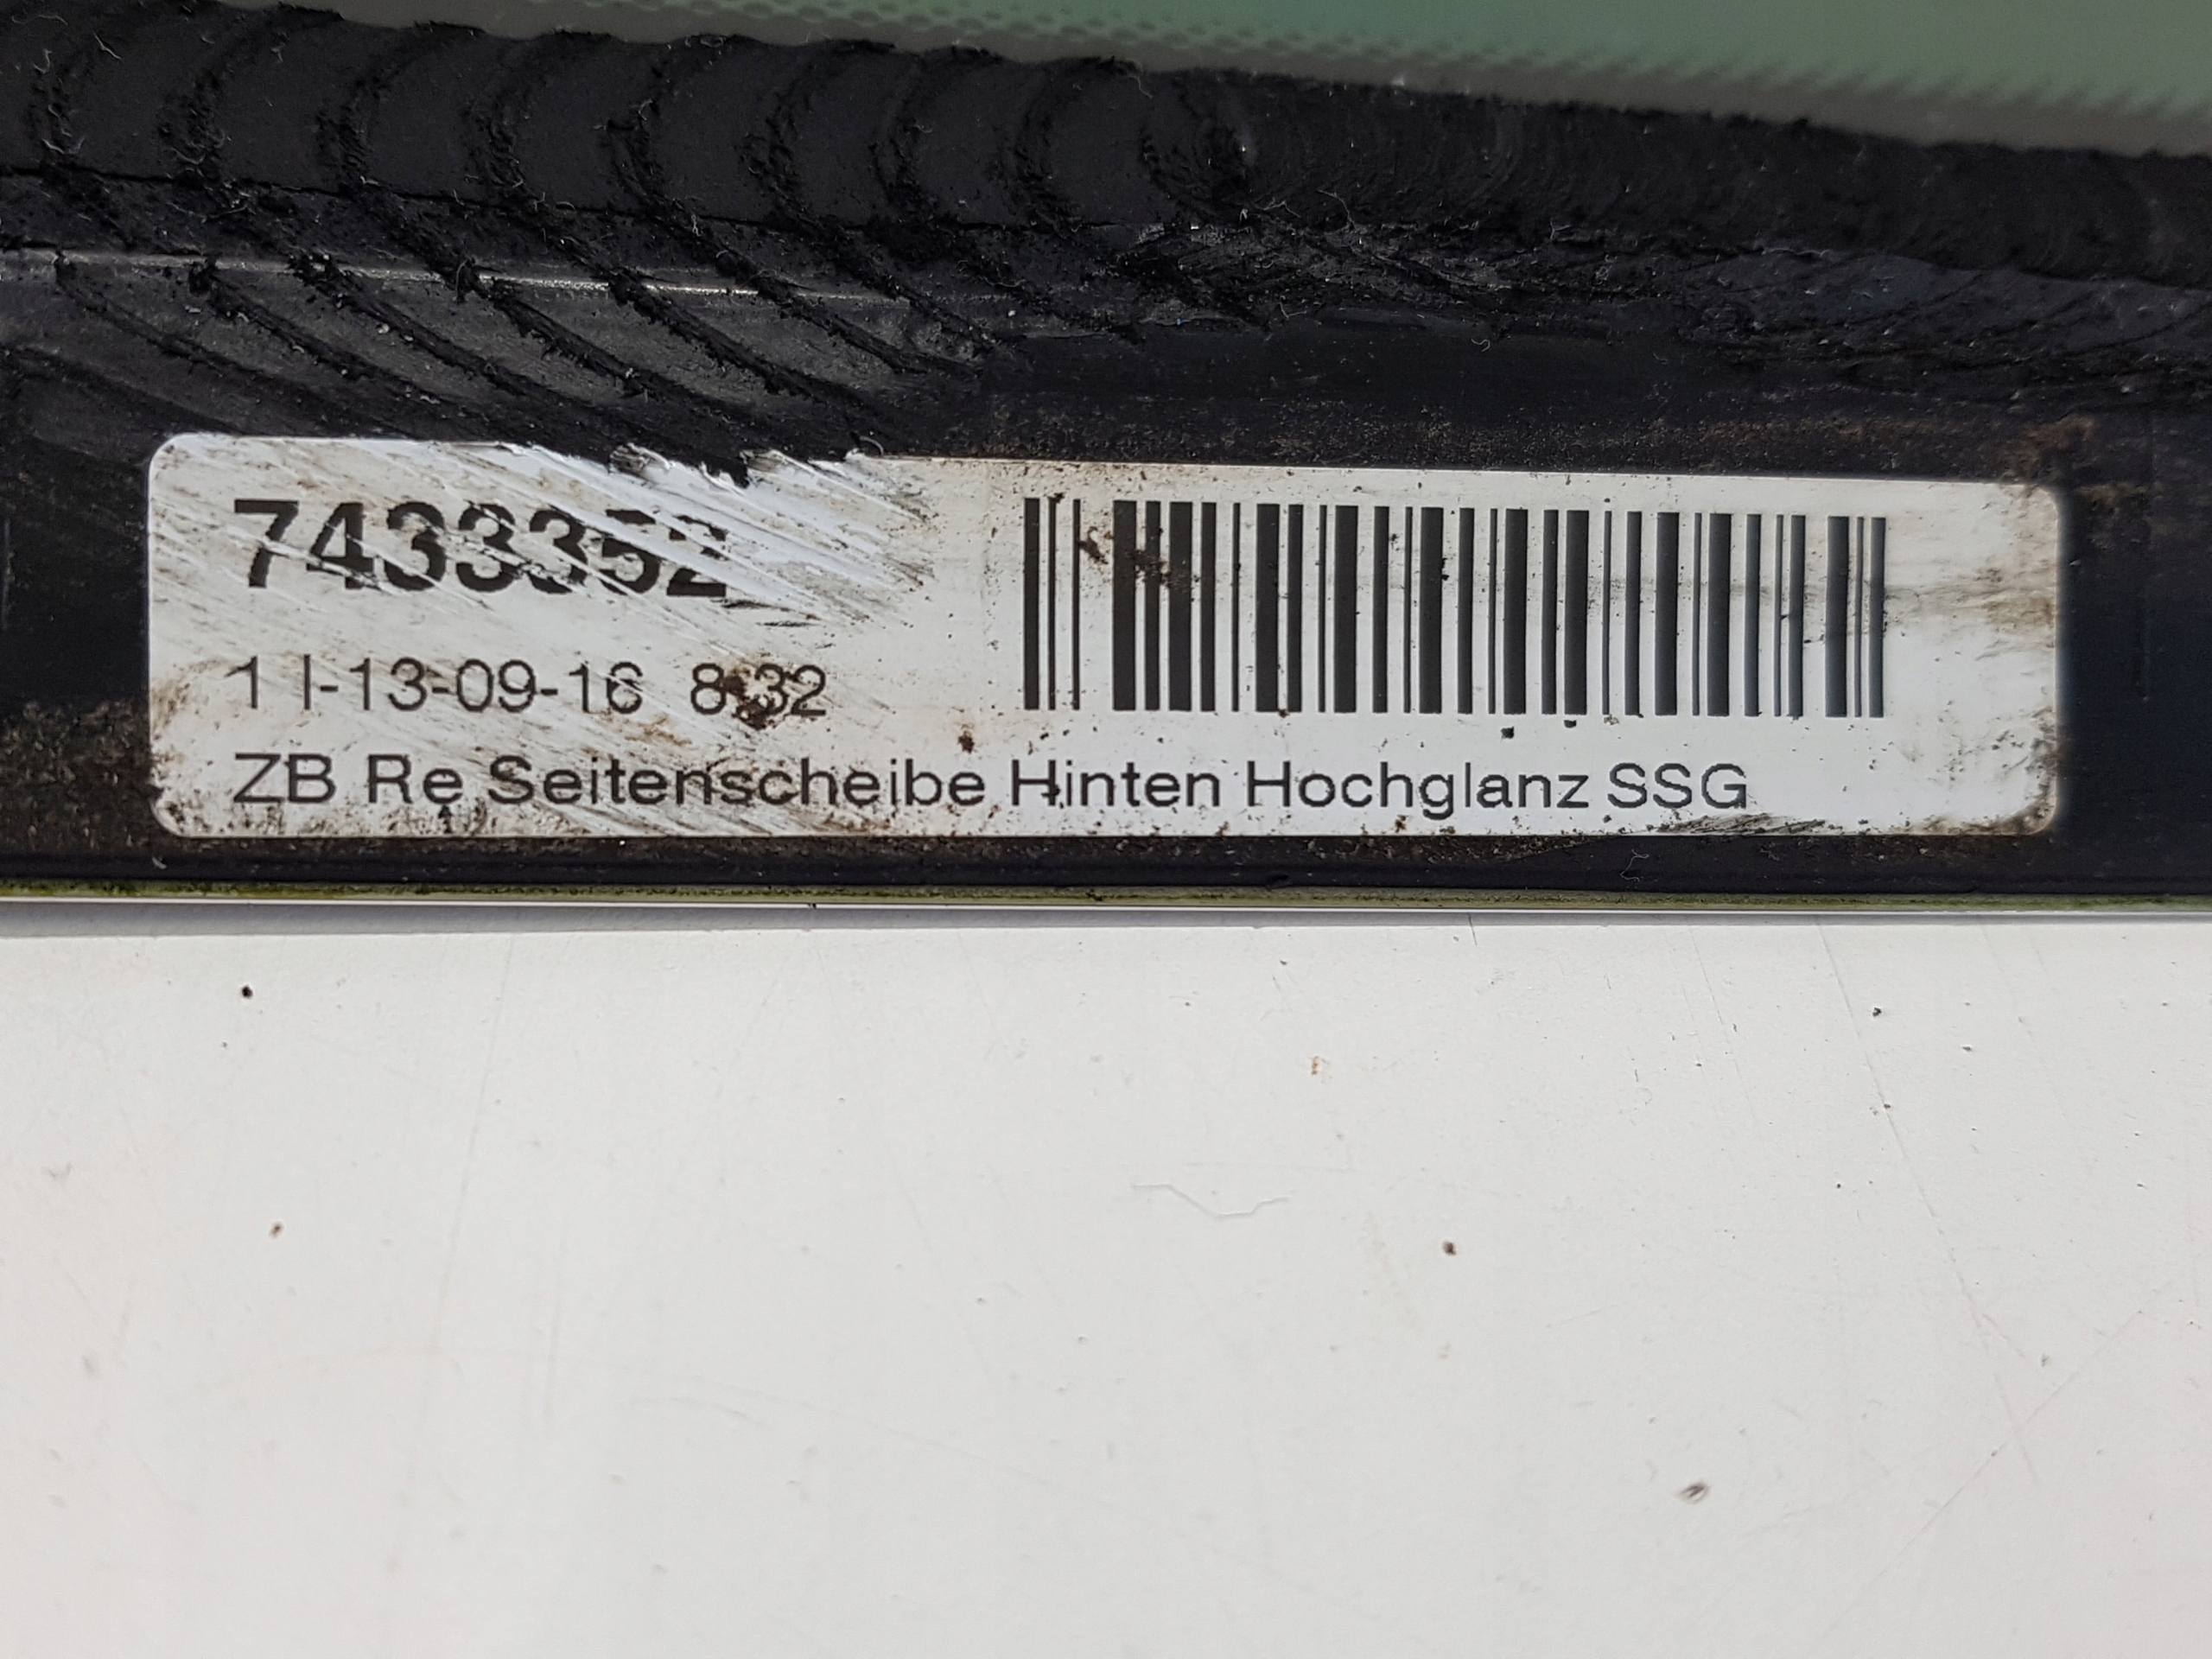 7433352
1 I-13-09-16 8:32
ZB Re Seitenscheibe Hinten Hochglanz SSG